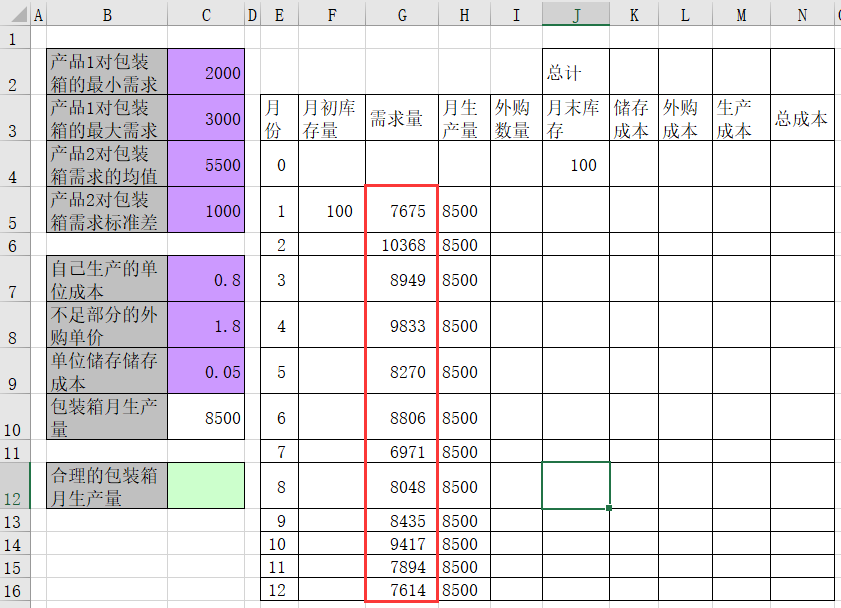 A B C D E F G H I J K L M N
1
产品1对包装
箱的最小需求 2000 总计
2
产品1对包装
箱的最大需求 3000 月份 月初库存量 需求量 月生产量 外购数量 月末库存 储存成本 外购成本 生产成本 总成本
3
产品2对包装
箱需求的均值 5500 0 100
4
产品2对包装
箱需求标准差 1000 1 100 7675 8500
5
6 2 10368 8500
自己生产的单
位成本 0.8 3 8949 8500
7
不足部分的外
购单价 1.8 4 9833 8500
8
单位储存储存
成本 0.05 5 8270 8500
9
包装箱月生产
量 8500 6 8806 8500
10
11 7 6971 8500
合理的包装箱
月生产量 8 8048 8500
12
13 9 8435 8500
14 10 9417 8500
15 11 7894 8500
16 12 7614 8500